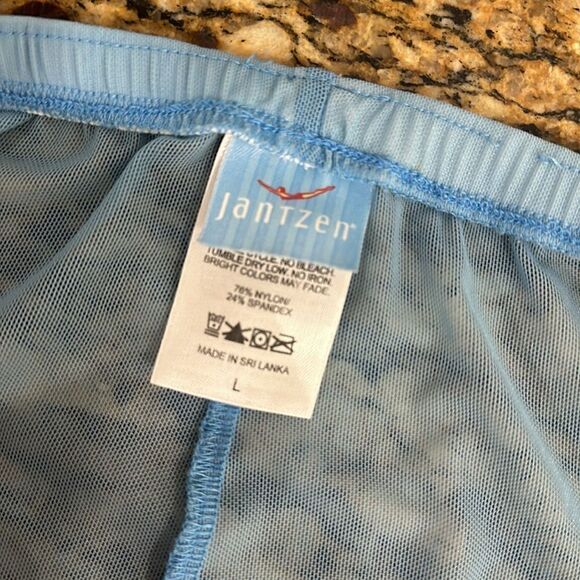 Jantzen®
CYCLE. NO BLEACH.
TUMBLE DRY LOW. NO IRON.
BRIGHT COLORS MAY FADE.
76% NYLON/
24% SPANDEX
MADE IN SRI LANKA
L